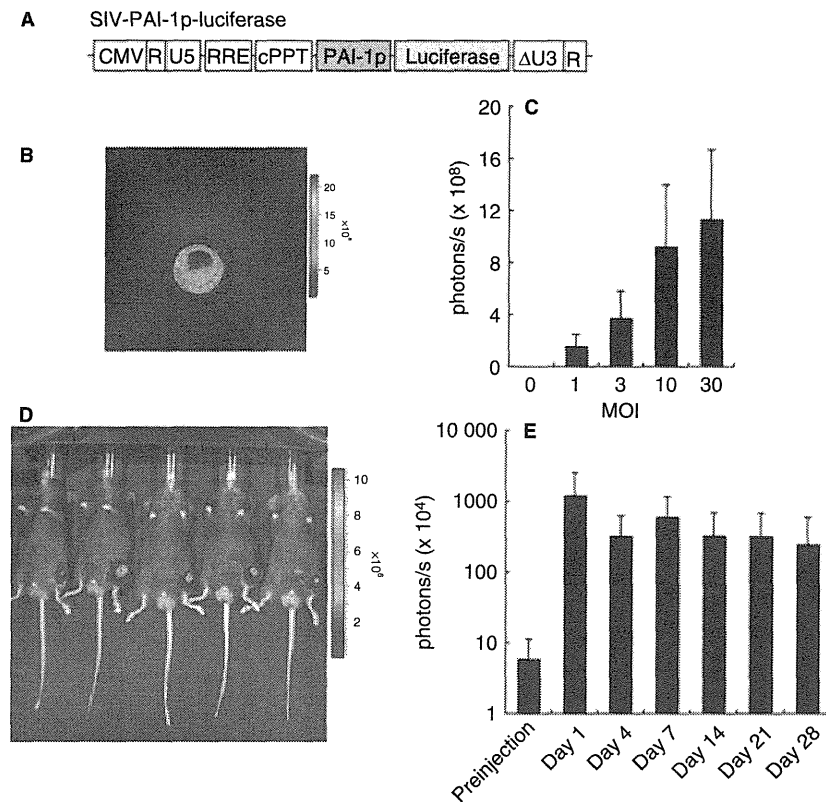 A
SIV-PAI-1p-luciferase
CMV R U5 RRE cPPT PAI-1p Luciferase ΔU3 R
B
20
15
10
5
C
photons/s (x 10⁸)
20
16
12
8
4
0
0 1 3 10 30
MOI
D
10
8
6
4
2
×10⁶
E
photons/s (x 10⁴)
10 000
1000
100
10
1
Preinjection Day 1 Day 4 Day 7 Day 14 Day 21 Day 28